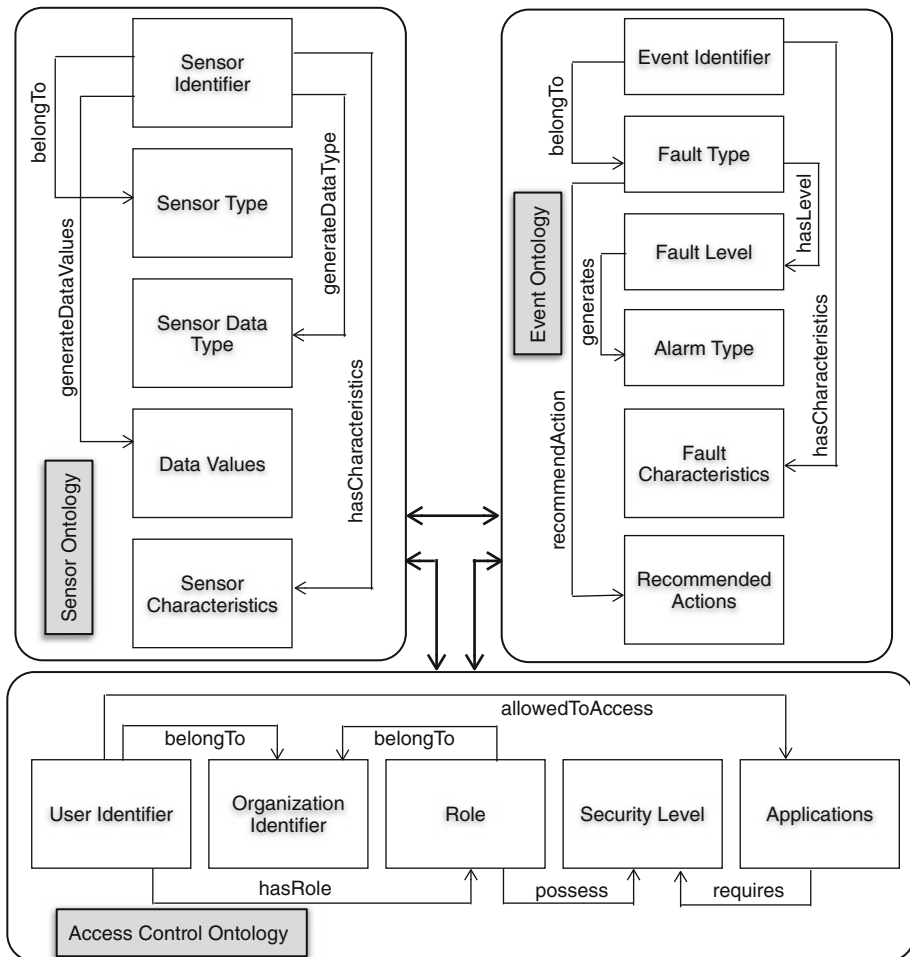 Sensor
Identifier
belongTo
generateDataType
Sensor Type
generateDataValues
Sensor Data
Type
hasCharacteristics
Data Values
Sensor Ontology
Sensor
Characteristics
Event Identifier
belongTo
Fault Type
hasLevel
Event Ontology
Fault Level
generates
Alarm Type
hasCharacteristics
recommendAction
Fault
Characteristics
Recommended
Actions
allowedToAccess
belongTo
belongTo
User Identifier
Organization
Identifier
Role
Security Level
Applications
hasRole
possess
requires
Access Control Ontology